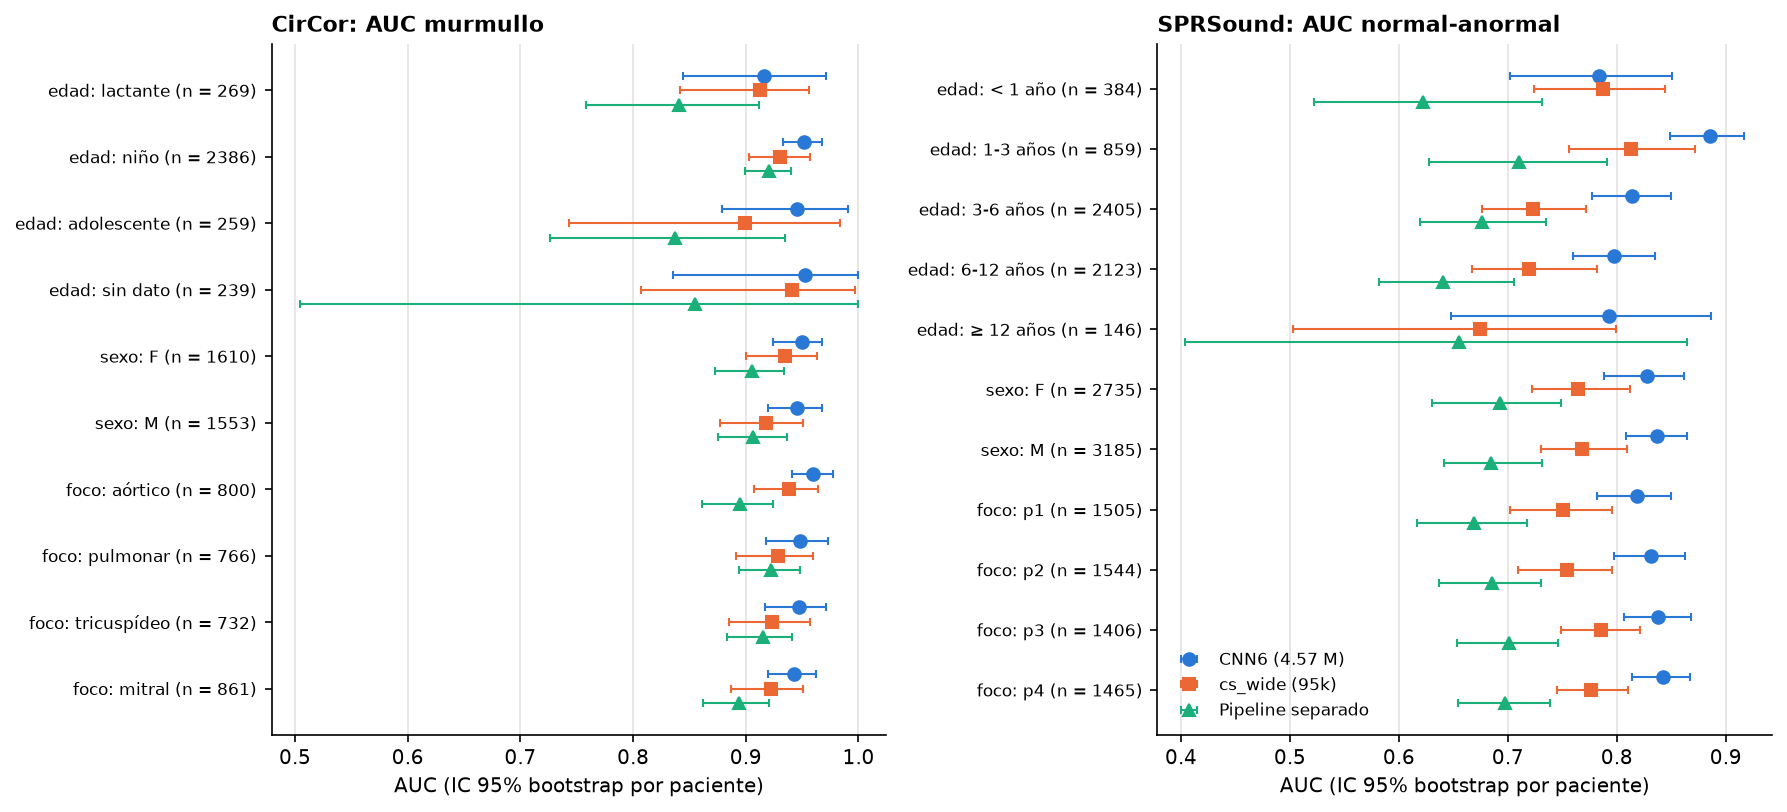 CirCor: AUC murmullo
edad: lactante (n = 269)
edad: niño (n = 2386)
edad: adolescente (n = 259)
edad: sin dato (n = 239)
sexo: F (n = 1610)
sexo: M (n = 1553)
foco: aórtico (n = 800)
foco: pulmonar (n = 766)
foco: tricuspídeo (n = 732)
foco: mitral (n = 861)
0.5 0.6 0.7 0.8 0.9 1.0
AUC (IC 95% bootstrap por paciente)
SPRSound: AUC normal-anormal
edad: < 1 año (n = 384)
edad: 1-3 años (n = 859)
edad: 3-6 años (n = 2405)
edad: 6-12 años (n = 2123)
edad: ≥ 12 años (n = 146)
sexo: F (n = 2735)
sexo: M (n = 3185)
foco: p1 (n = 1505)
foco: p2 (n = 1544)
foco: p3 (n = 1406)
foco: p4 (n = 1465)
CNN6 (4.57 M)
cs_wide (95k)
Pipeline separado
0.4 0.5 0.6 0.7 0.8 0.9
AUC (IC 95% bootstrap por paciente)